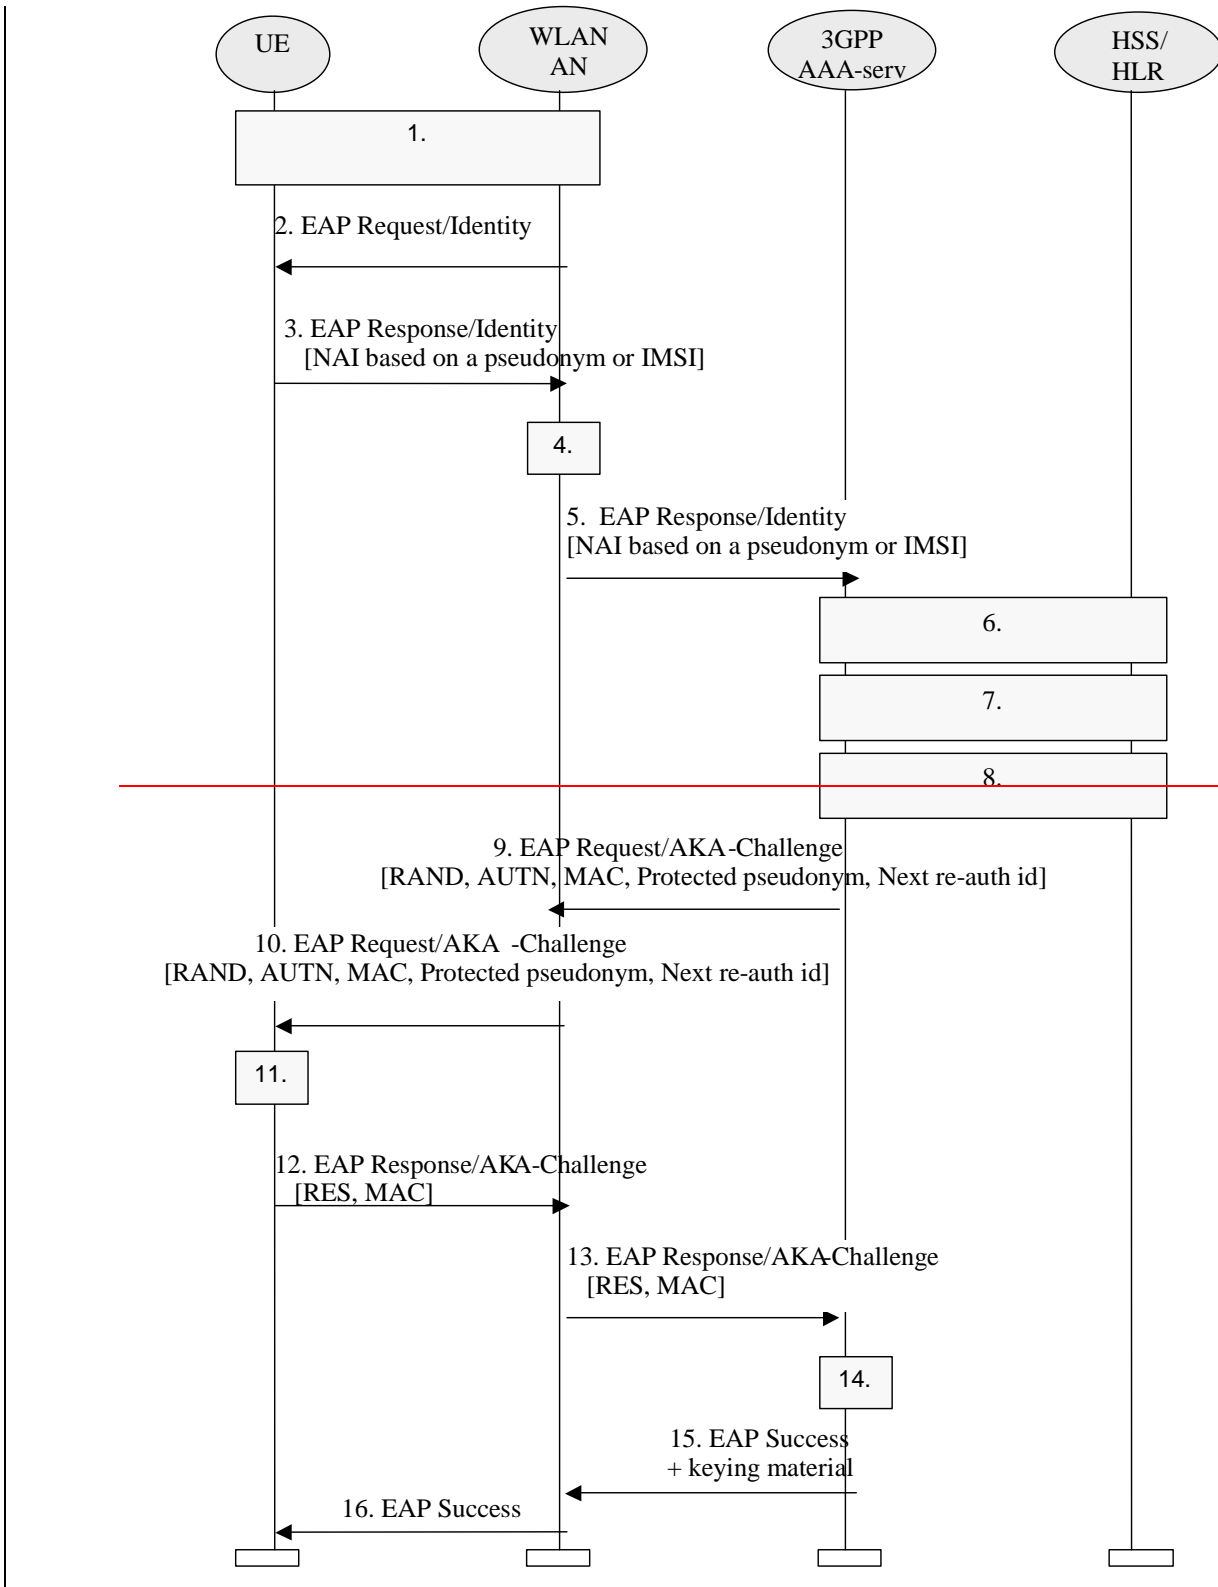 UE
WLAN
AN
3GPP
AAA-serv
HSS/
HLR
1.
2. EAP Request/Identity
3. EAP Response/Identity
[NAI based on a pseudonym or IMSI]
4.
5. EAP Response/Identity
[NAI based on a pseudonym or IMSI]
6.
7.
8.
9. EAP Request/AKA-Challenge
[RAND, AUTN, MAC, Protected pseudonym, Next re-auth id]
10. EAP Request/AKA -Challenge
[RAND, AUTN, MAC, Protected pseudonym, Next re-auth id]
11.
12. EAP Response/AKA-Challenge
[RES, MAC]
13. EAP Response/AKA-Challenge
[RES, MAC]
14.
15. EAP Success
+ keying material
16. EAP Success